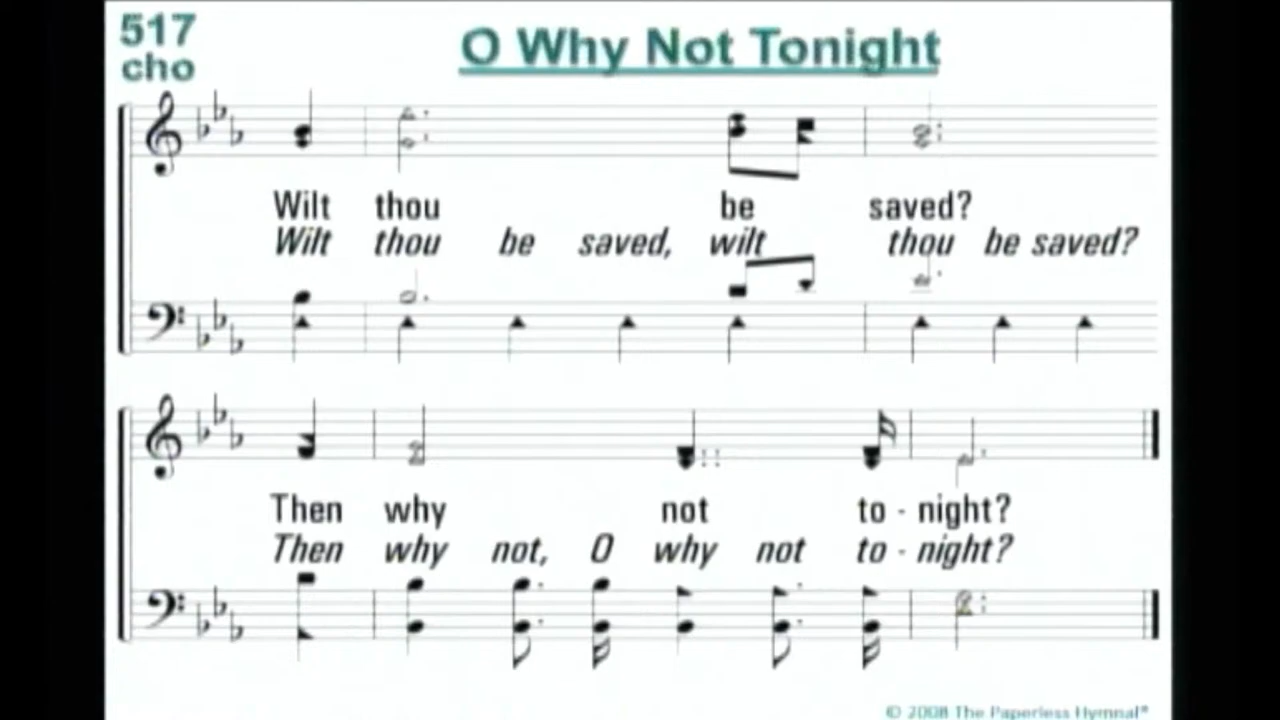 517
cho
O Why Not Tonight
Wilt thou be saved?
Wilt thou be saved, wilt thou be saved?
Then why not to - night?
Then why not, O why not to - night?
© 2008 The Paperless Hymnal®